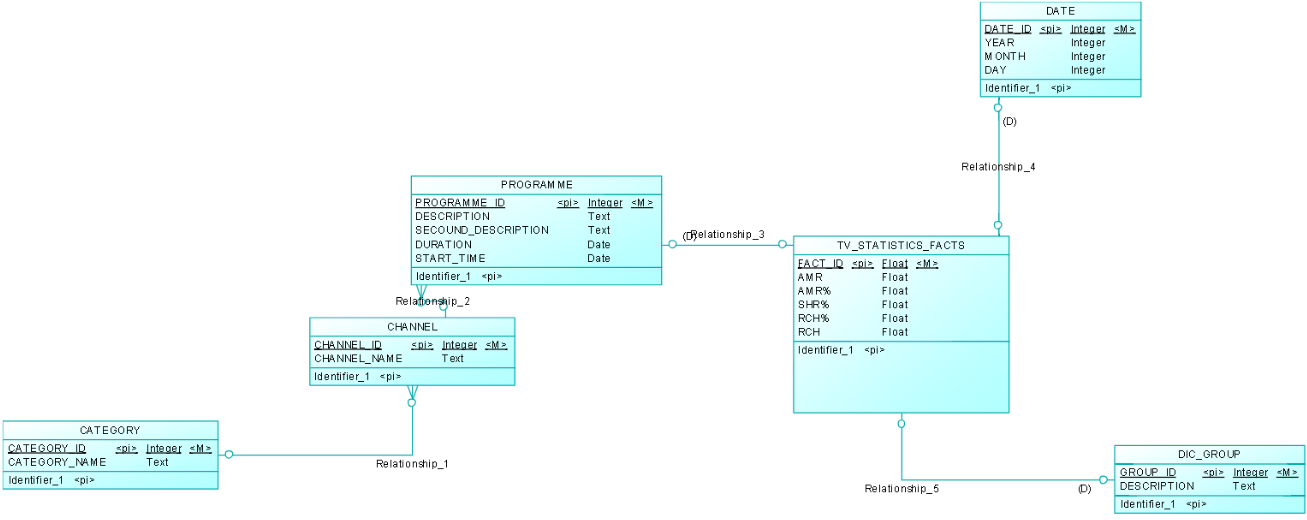 DATE
DATE_ID <pi> Integer <M>
YEAR Integer
MONTH Integer
DAY Integer
Identifier_1 <pi>
(D)
Relationship_4
PROGRAMME
PROGRAMME_ID <pi> Integer <M>
DESCRIPTION Text
SECOUND_DESCRIPTION Text
DURATION Date
START_TIME Date
Identifier_1 <pi>
(D)
Relationship_3
TV_STATISTICS_FACTS
FACT_ID <pi> Float <M>
AMR Float
AMR% Float
SHR% Float
RCH% Float
RCH Float
Identifier_1 <pi>
Relationship_2
CHANNEL
CHANNEL_ID <pi> Integer <M>
CHANNEL_NAME Text
Identifier_1 <pi>
CATEGORY
CATEGORY_ID <pi> Integer <M>
CATEGORY_NAME Text
Identifier_1 <pi>
Relationship_1
Relationship_5
(D)
DIC_GROUP
GROUP_ID <pi> Integer <M>
DESCRIPTION Text
Identifier_1 <pi>